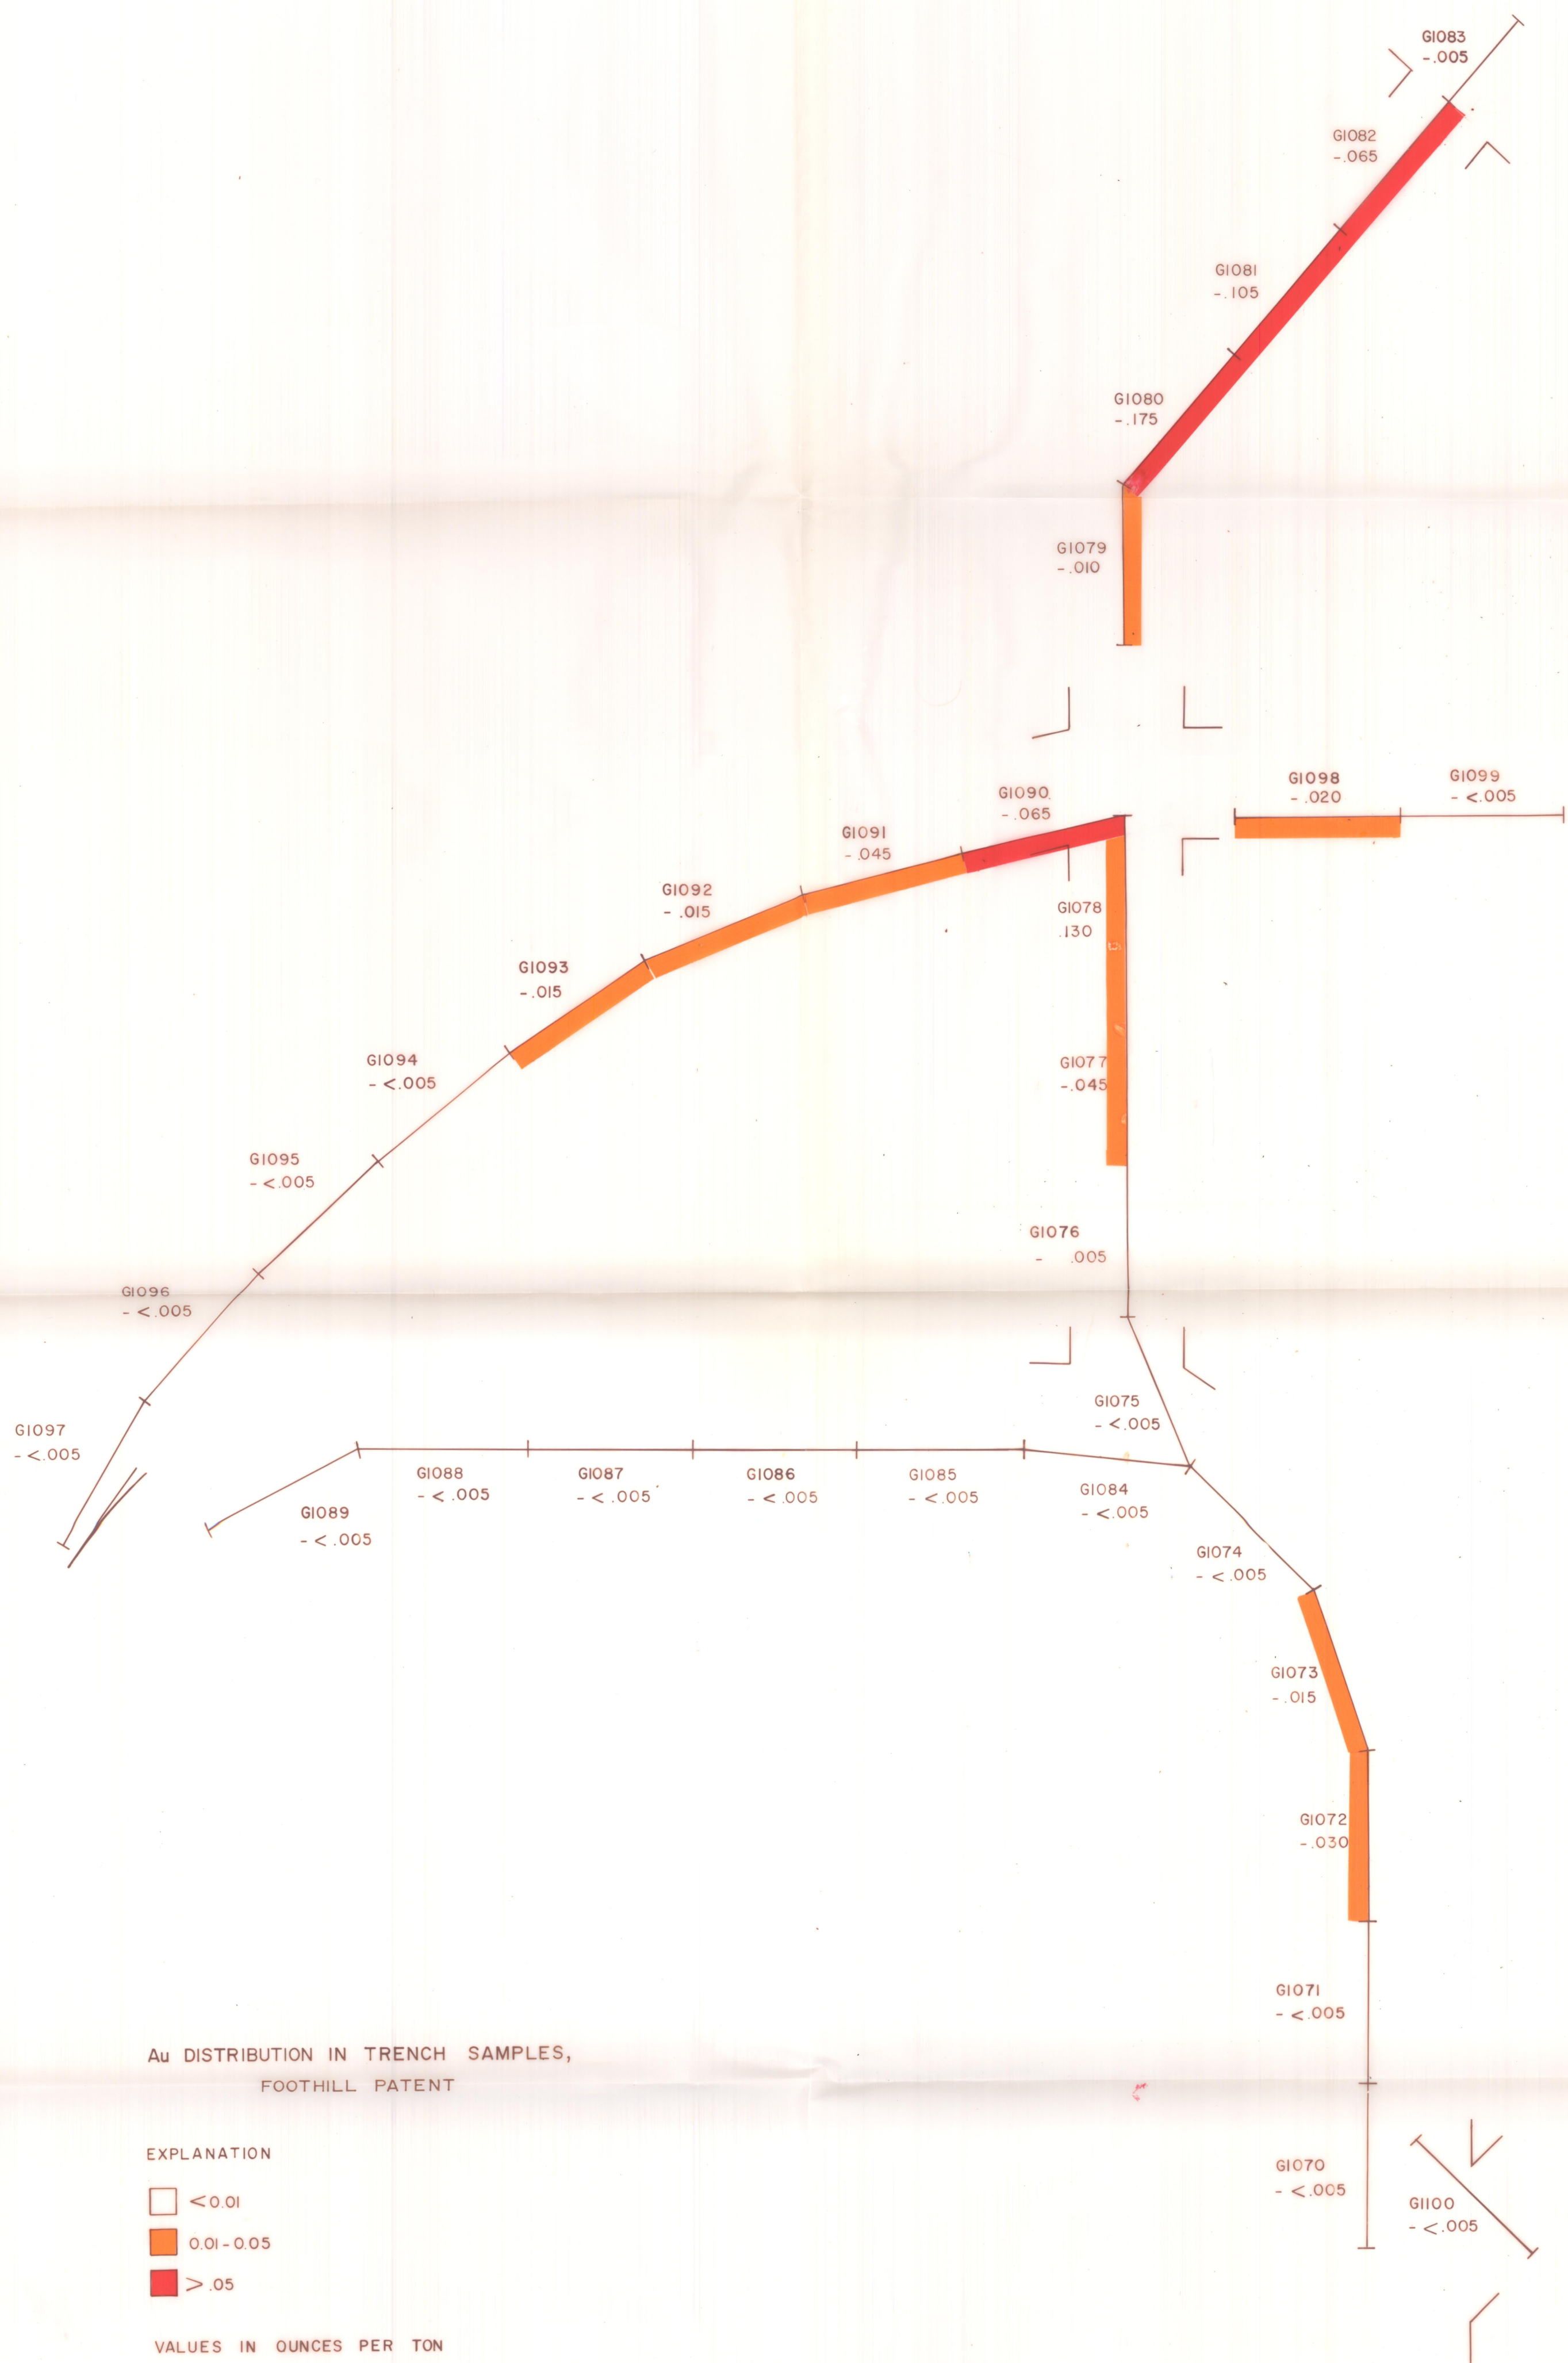 G1083
-.005
G1082
-.065
G1081
-.105
G1080
-.175
G1079
-.010
G1098
-.020
G1099
-<.005
G1090
-.065
G1091
-.045
G1092
-.015
G1078
.130
G1093
-.015
G1077
-.045
G1094
-<.005
G1095
-<.005
G1076
- .005
G1096
-<.005
G1075
-<.005
G1097
-<.005
G1088
-<.005
G1087
-<.005
G1086
-<.005
G1085
-<.005
G1084
-<.005
G1089
-<.005
G1074
-<.005
G1073
-.015
G1072
-.030
G1071
-<.005
G1070
-<.005
G1100
-<.005
Au DISTRIBUTION IN TRENCH SAMPLES,
FOOTHILL PATENT
EXPLANATION
<0.01
0.01-0.05
>.05
VALUES IN OUNCES PER TON